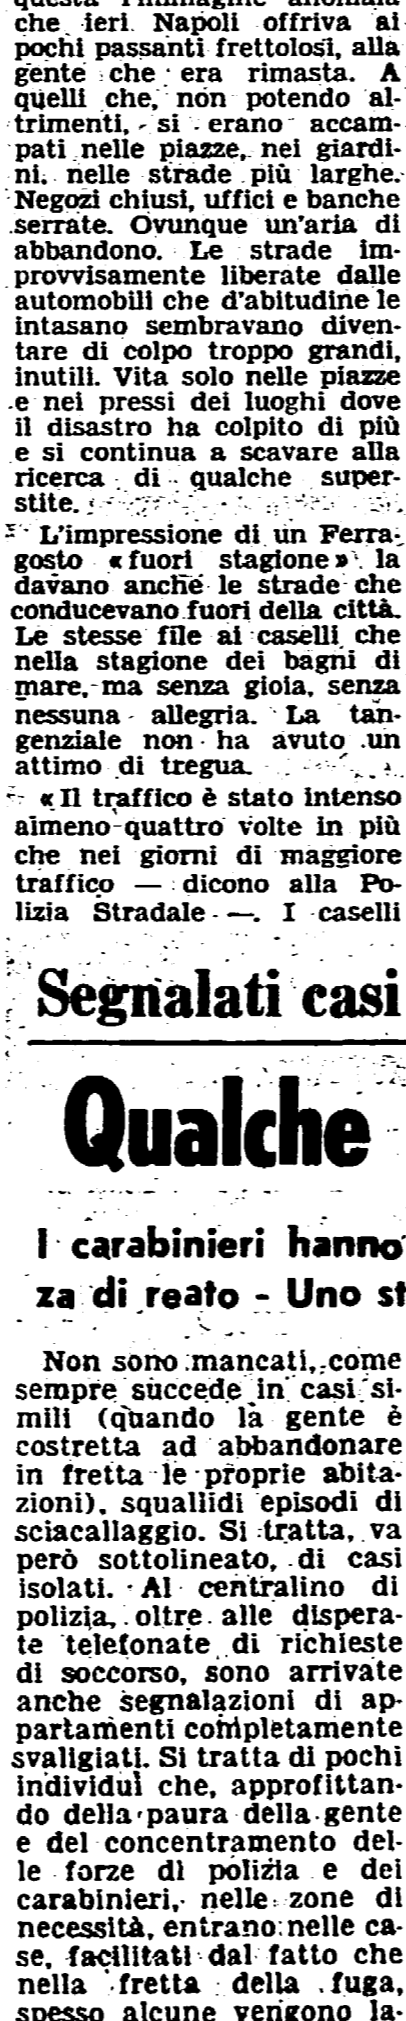 questa l'immagine anomala
che ieri Napoli offriva ai
pochi passanti frettolosi, alla
gente che era rimasta. A
quelli che, non potendo al-
trimenti, si erano accam-
pati nelle piazze, nei giardi-
ni, nelle strade più larghe.
Negozi chiusi, uffici e banche
serrate. Ovunque un'aria di
abbandono. Le strade im-
provvisamente liberate dalle
automobili che d'abitudine le
intasano sembravano diven-
tare di colpo troppo grandi,
inutili. Vita solo nelle piazze
e nei pressi dei luoghi dove
il disastro ha colpito di più
e si continua a scavare alla
ricerca di qualche super-
stite.
L'impressione di un Ferra-
gosto «fuori stagione» la
davano anche le strade che
conducevano fuori della città.
Le stesse file ai caselli che
nella stagione dei bagni di
mare, ma senza gioia, senza
nessuna allegria. La tan-
genziale non ha avuto un
attimo di tregua.
«Il traffico è stato intenso
almeno quattro volte in più
che nei giorni di maggiore
traffico — dicono alla Po-
lizia Stradale —. I caselli
Segnalati casi
Qualche
I carabinieri hanno
za di reato - Uno st
Non sono mancati, come
sempre succede in casi si-
mili (quando la gente è
costretta ad abbandonare
in fretta le proprie abita-
zioni), squallidi episodi di
sciacallaggio. Si tratta, va
però sottolineato, di casi
isolati. Al centralino di
polizia, oltre alle dispera-
te telefonate di richieste
di soccorso, sono arrivate
anche segnalazioni di ap-
partamenti completamente
svaligiati. Si tratta di pochi
individui che, approfittan-
do della paura della gente
e del concentramento del-
le forze di polizia e dei
carabinieri, nelle zone di
necessità, entrano nelle ca-
se, facilitati dal fatto che
nella fretta della fuga,
spesso alcune vengono la-